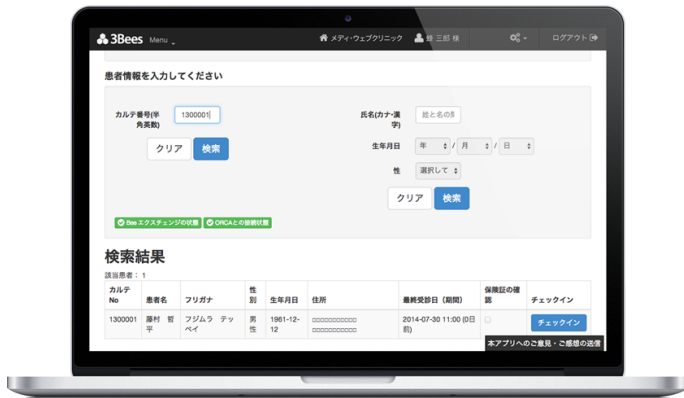 3Bees Menu メディ・ウェブクリニック 蜂 三郎 様 ログアウト
患者情報を入力してください
カルテ番号(半角英数) 1300001
クリア 検索
氏名(カナ・漢字)
生年月日 年 / 月 / 日
性 選択して
クリア 検索
Bee エクスチェンジの状態 ORCAとの接続状態
検索結果
該当患者： 1
カルテNo 患者名 フリガナ 性別 生年月日 住所 最終受診日（期間） 保険証の確認 チェックイン
1300001 藤村 哲平 フジムラ テッペイ 男性 1961-12-12 □□□□□□□□□□□ □□□□□□□□□□□ 2014-07-30 11:00 (0日前) チェックイン
本アプリへのご意見・ご感想の送信